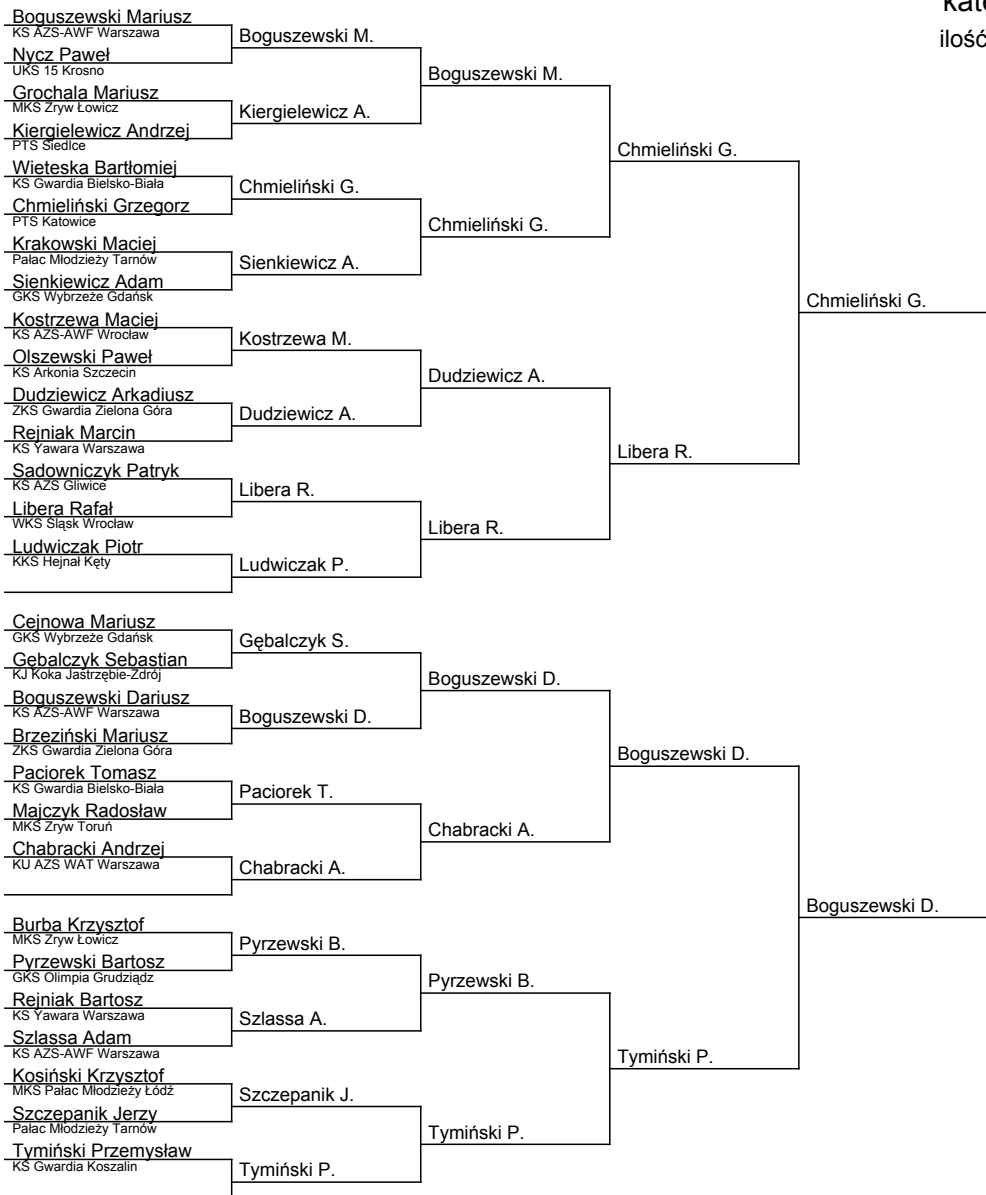 kate
ilość
Boguszewski Mariusz
KS AZS-AWF Warszawa
Nycz Paweł
UKS 15 Krosno
Grochala Mariusz
MKS Zryw Łowicz
Kiergielewicz Andrzej
PTS Siedlce
Wieteska Bartłomiej
KS Gwardia Bielsko-Biała
Chmieliński Grzegorz
PTS Katowice
Krakowski Maciej
Pałac Młodzieży Tarnów
Sienkiewicz Adam
GKS Wybrzeże Gdańsk
Kostrzewa Maciej
KS AZS-AWF Wrocław
Olszewski Paweł
KS Arkonia Szczecin
Dudziewicz Arkadiusz
ZKS Gwardia Zielona Góra
Rejniak Marcin
KS Yawara Warszawa
Sadowniczyk Patryk
KS AZS Gliwice
Libera Rafał
WKS Śląsk Wrocław
Ludwiczak Piotr
KKS Hejnał Kęty
Cejnowa Mariusz
GKS Wybrzeże Gdańsk
Gębalczyk Sebastian
KJ Koka Jastrzębie-Zdrój
Boguszewski Dariusz
KS AZS-AWF Warszawa
Brzeziński Mariusz
ZKS Gwardia Zielona Góra
Paciorek Tomasz
KS Gwardia Bielsko-Biała
Majczyk Radosław
MKS Zryw Toruń
Chabracki Andrzej
KU AZS WAT Warszawa
Burba Krzysztof
MKS Zryw Łowicz
Pyrzewski Bartosz
GKS Olimpia Grudziądz
Rejniak Bartosz
KS Yawara Warszawa
Szlassa Adam
KS AZS-AWF Warszawa
Kosiński Krzysztof
MKS Pałac Młodzieży Łódź
Szczepanik Jerzy
Pałac Młodzieży Tarnów
Tymiński Przemysław
KS Gwardia Koszalin
Boguszewski M.
Kiergielewicz A.
Chmieliński G.
Sienkiewicz A.
Kostrzewa M.
Dudziewicz A.
Libera R.
Ludwiczak P.
Gębalczyk S.
Boguszewski D.
Paciorek T.
Chabracki A.
Pyrzewski B.
Szlassa A.
Szczepanik J.
Tymiński P.
Boguszewski M.
Chmieliński G.
Dudziewicz A.
Libera R.
Boguszewski D.
Chabracki A.
Pyrzewski B.
Tymiński P.
Chmieliński G.
Libera R.
Boguszewski D.
Tymiński P.
Chmieliński G.
Boguszewski D.